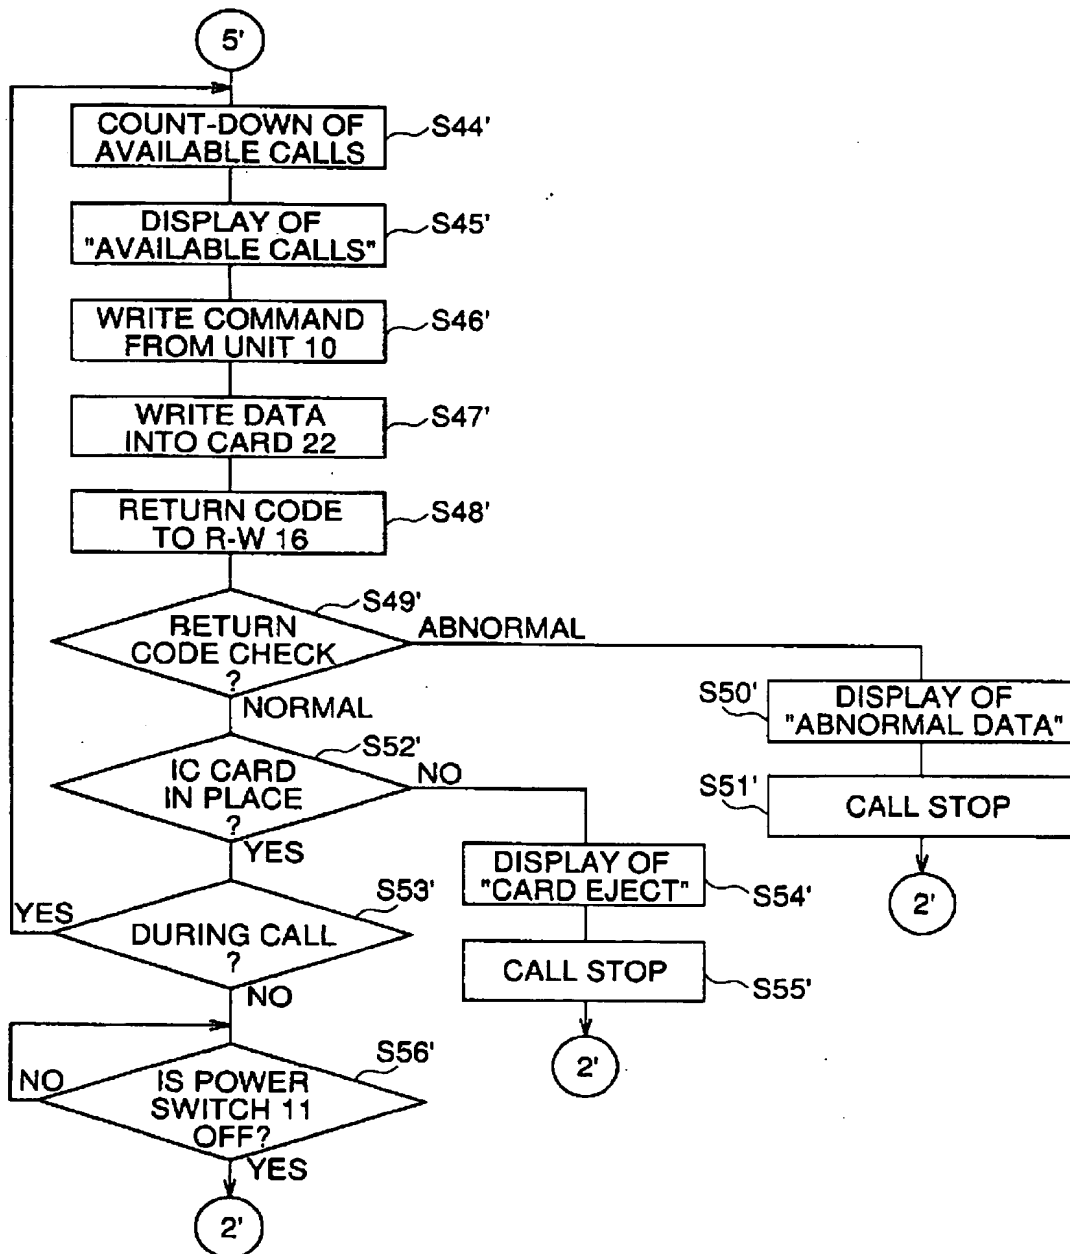 5'
COUNT-DOWN OF
AVAILABLE CALLS
S44'
DISPLAY OF
"AVAILABLE CALLS"
S45'
WRITE COMMAND
FROM UNIT 10
S46'
WRITE DATA
INTO CARD 22
S47'
RETURN CODE
TO R-W 16
S48'
RETURN
CODE CHECK
?
S49'
ABNORMAL
NORMAL
S50'
DISPLAY OF
"ABNORMAL DATA"
S51'
CALL STOP
2'
IC CARD
IN PLACE
?
S52'
NO
YES
DISPLAY OF
"CARD EJECT"
S54'
CALL STOP
S55'
2'
DURING CALL
?
S53'
YES
NO
IS POWER
SWITCH 11
OFF?
S56'
NO
YES
2'